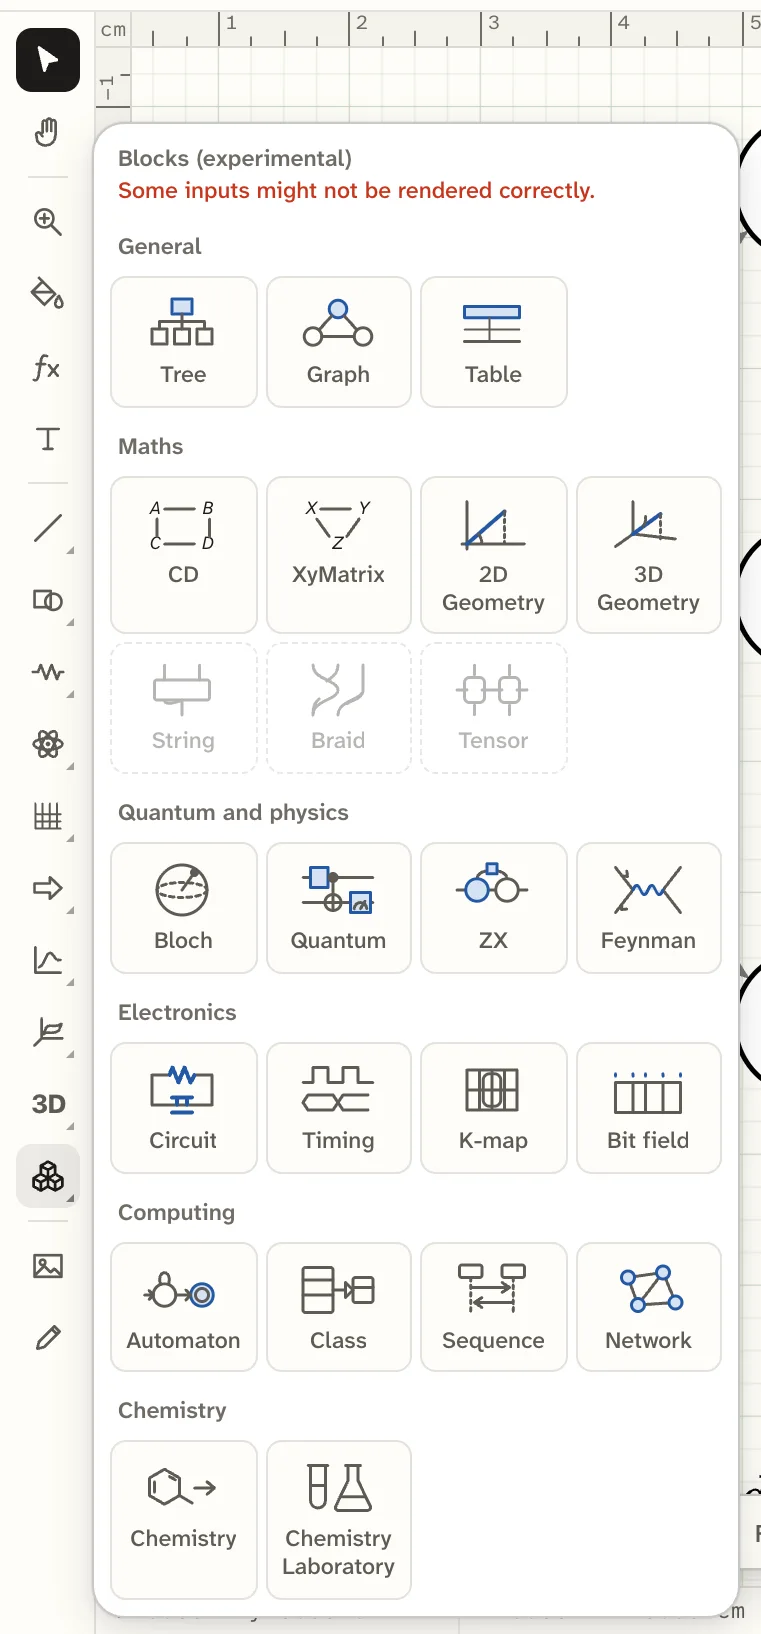 cm
1
2
3
4
5
-1
Blocks (experimental)
Some inputs might not be rendered correctly.
General
Tree
Graph
Table
Maths
A B
C D
CD
X Y
Z
XyMatrix
2D
Geometry
3D
Geometry
String
Braid
Tensor
Quantum and physics
Bloch
Quantum
ZX
Feynman
Electronics
Circuit
Timing
K-map
Bit field
Computing
Automaton
Class
Sequence
Network
Chemistry
Chemistry
Chemistry
Laboratory
fx
T
3D